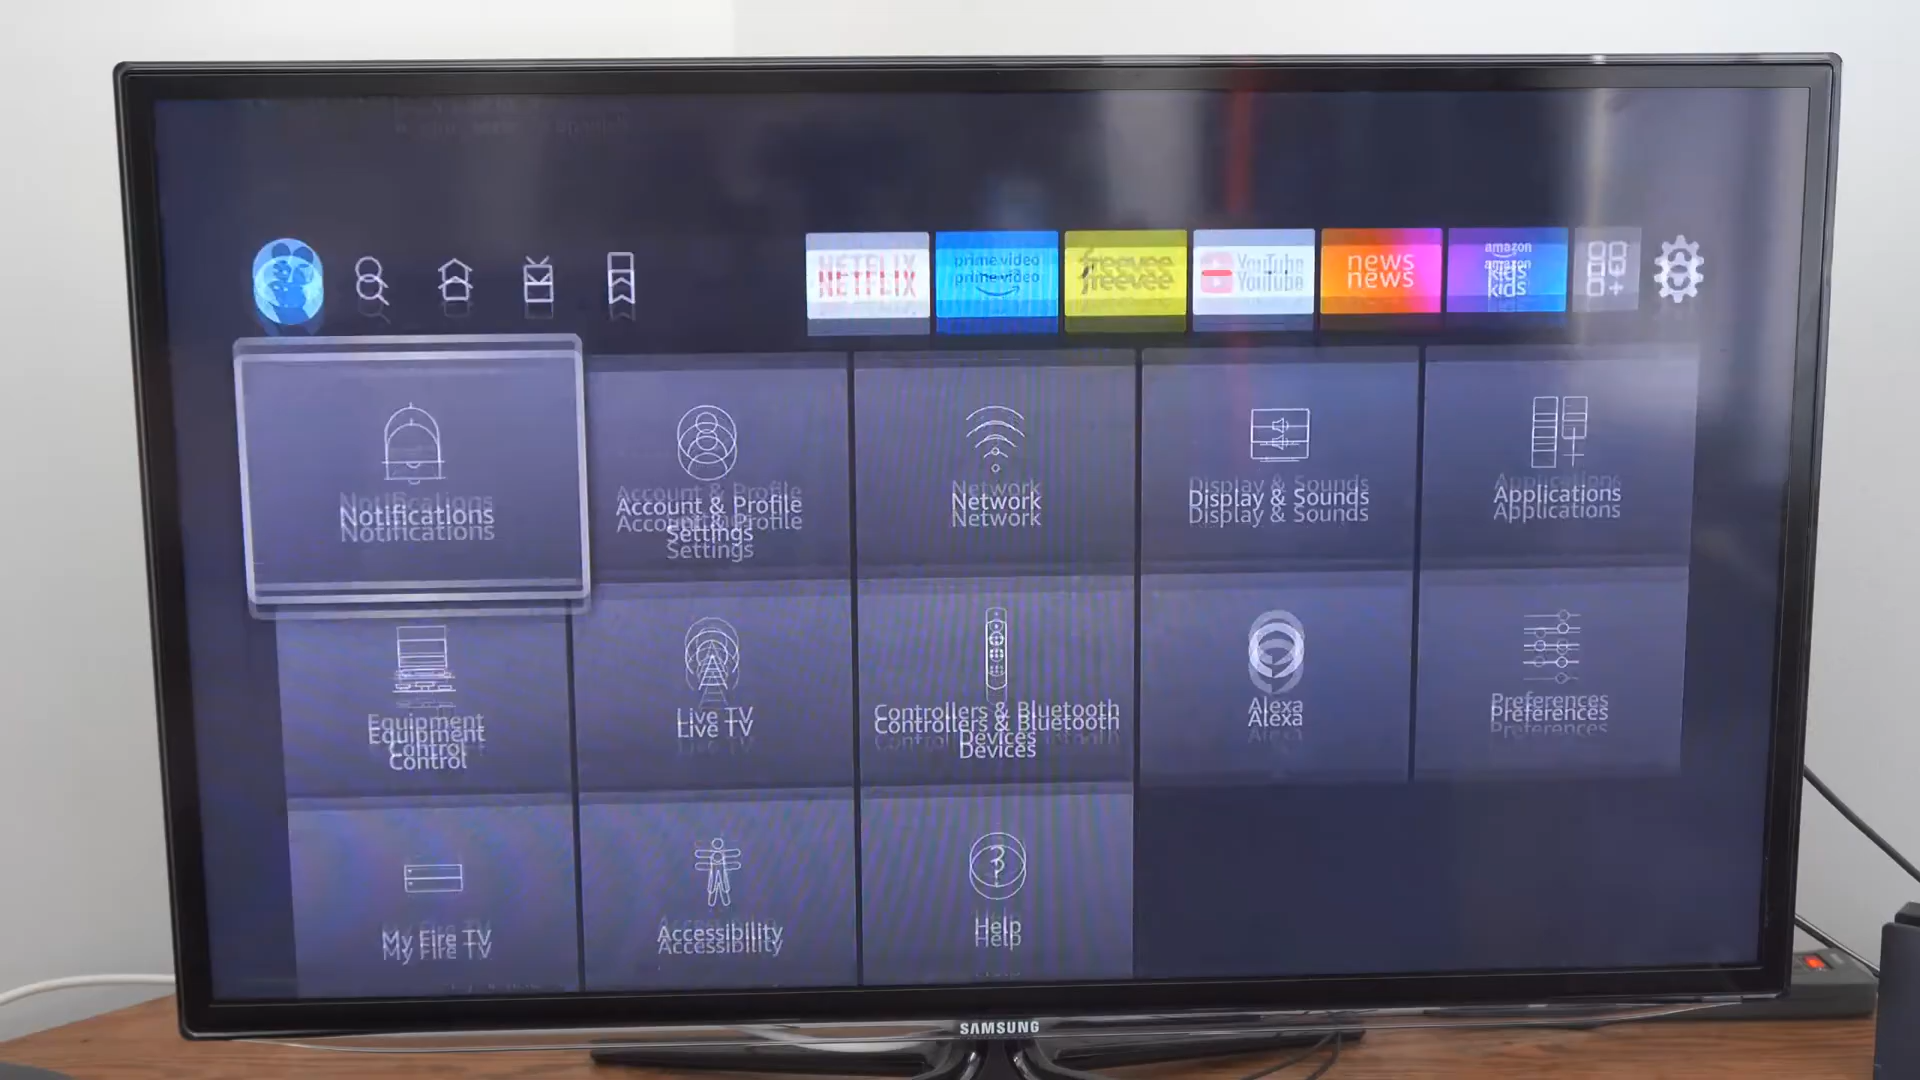 NETFLIX
prime video
freevee
YouTube
news
amazon
kids
Notifications
Account & Profile
Settings
Network
Display & Sounds
Applications
Equipment
Control
Live TV
Controllers & Bluetooth
Devices
Alexa
Preferences
My Fire TV
Accessibility
Help
SAMSUNG